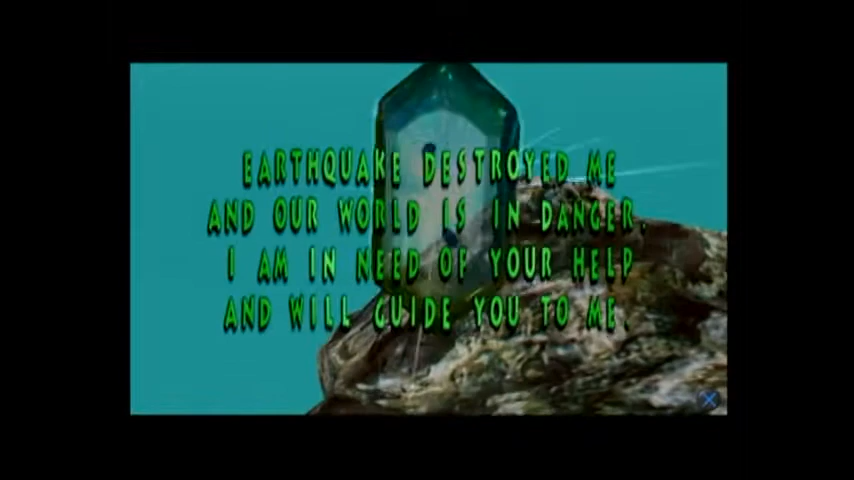 EARTHQUAKE DESTROYED ME
AND OUR WORLD IS IN DANGER.
I AM IN NEED OF YOUR HELP
AND WILL GUIDE YOU TO ME.